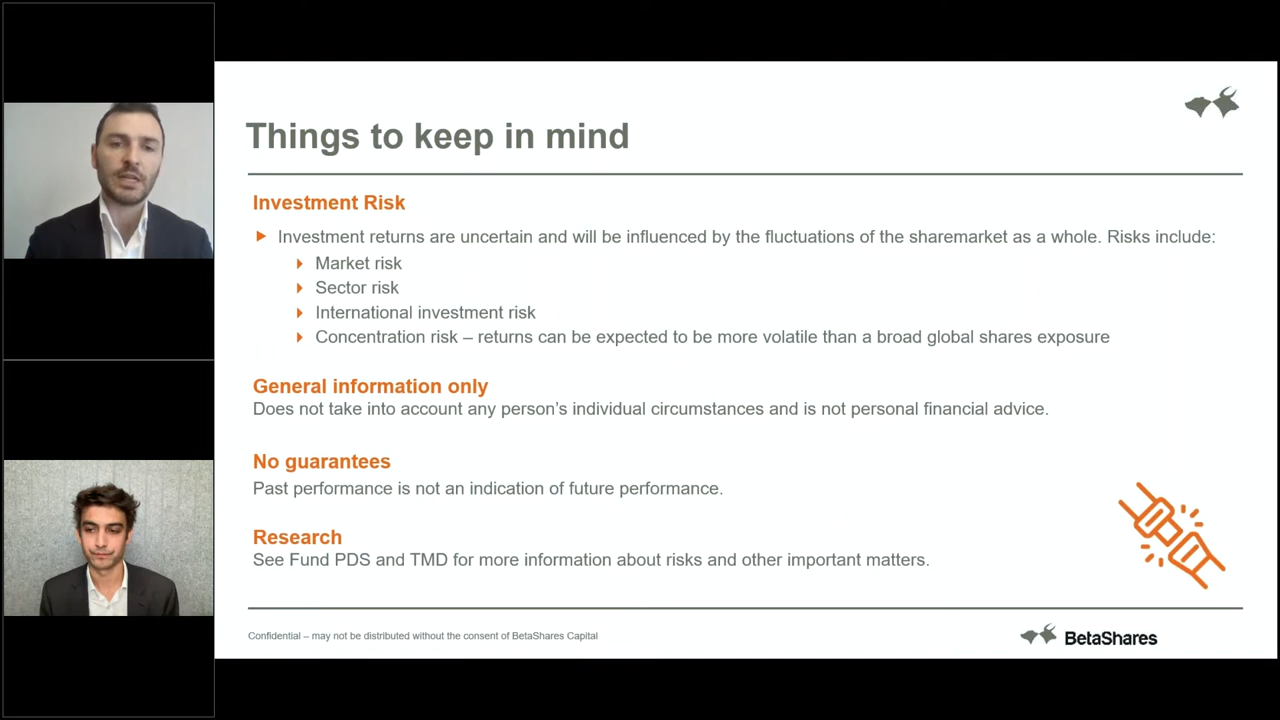 Things to keep in mind
Investment Risk
Investment returns are uncertain and will be influenced by the fluctuations of the sharemarket as a whole. Risks include:
Market risk
Sector risk
International investment risk
Concentration risk – returns can be expected to be more volatile than a broad global shares exposure
General information only
Does not take into account any person’s individual circumstances and is not personal financial advice.
No guarantees
Past performance is not an indication of future performance.
Research
See Fund PDS and TMD for more information about risks and other important matters.
Confidential – may not be distributed without the consent of BetaShares Capital
BetaShares